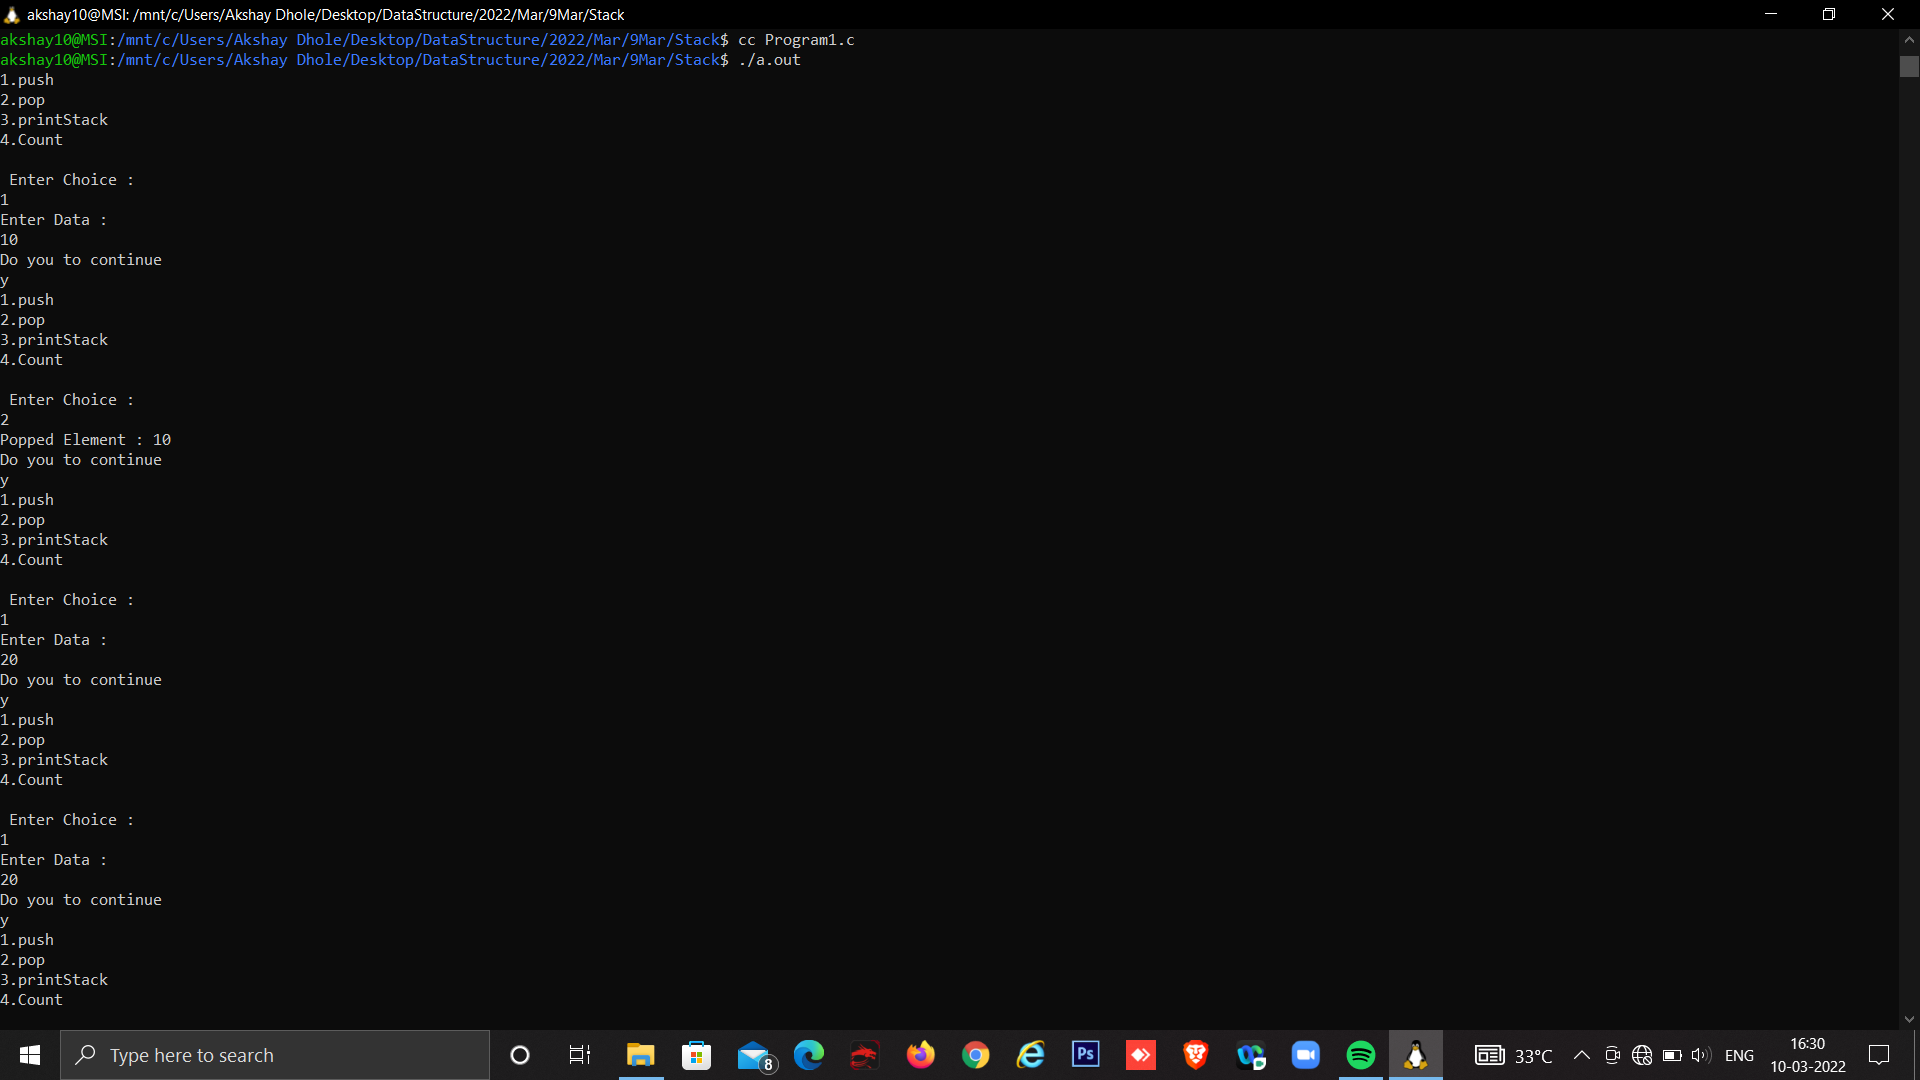 akshay10@MSI: /mnt/c/Users/Akshay Dhole/Desktop/DataStructure/2022/Mar/9Mar/Stack
akshay10@MSI:/mnt/c/Users/Akshay Dhole/Desktop/DataStructure/2022/Mar/9Mar/Stack$ cc Program1.c
akshay10@MSI:/mnt/c/Users/Akshay Dhole/Desktop/DataStructure/2022/Mar/9Mar/Stack$ ./a.out
1.push
2.pop
3.printStack
4.Count
Enter Choice :
1
Enter Data :
10
Do you to continue
y
1.push
2.pop
3.printStack
4.Count
Enter Choice :
2
Popped Element : 10
Do you to continue
y
1.push
2.pop
3.printStack
4.Count
Enter Choice :
1
Enter Data :
20
Do you to continue
y
1.push
2.pop
3.printStack
4.Count
Enter Choice :
1
Enter Data :
20
Do you to continue
y
1.push
2.pop
3.printStack
4.Count
Type here to search
8
Ps
33°C
ENG
16:30
10-03-2022